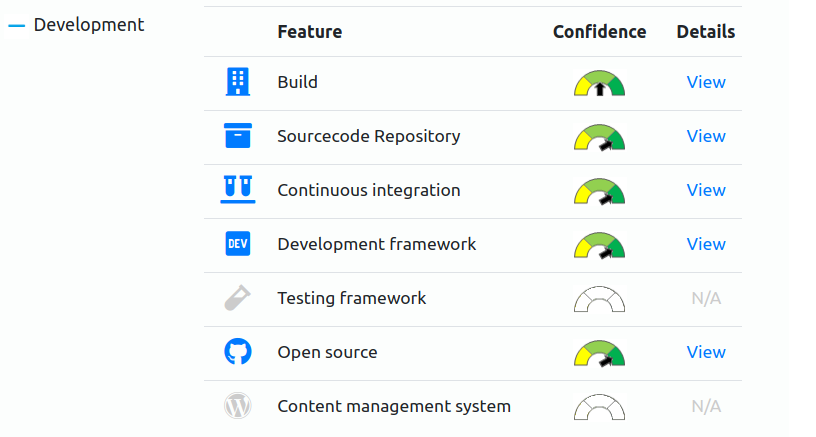 Development
Feature Confidence Details
Build View
Sourcecode Repository View
Continuous integration View
DEV Development framework View
Testing framework N/A
Open source View
Content management system N/A